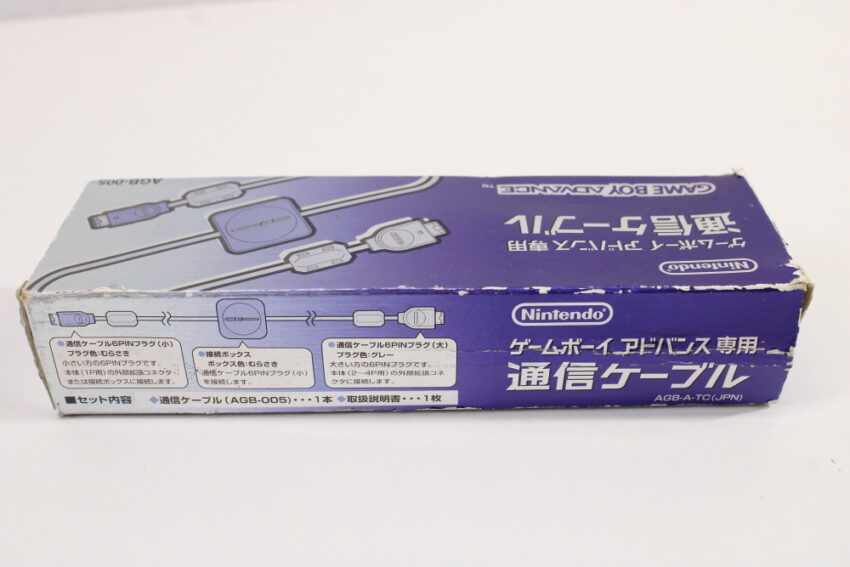 AGB-005
GAME BOY ADVANCE™
ゲームボーイ アドバンス専用
通信ケーブル
Nintendo
Nintendo®
ゲームボーイ アドバンス専用
通信ケーブル
AGB-A-TC(JPN)
●通信ケーブル6PINプラグ(小)
プラグ色:むらさき
小さい方の6PINプラグです。
本体(1P用)の外部拡張コネクタ
または接続ボックスに接続します。
●接続ボックス
ボックス色:むらさき
通信ケーブル6PINプラグ(小)
を接続します。
●通信ケーブル6PINプラグ(大)
プラグ色:グレー
大きい方の6PINプラグです。
本体(2〜4P用)の外部拡張コネ
クタに接続します。
■セット内容 ●通信ケーブル(AGB-005)・・・1本 ●取扱説明書・・・1枚